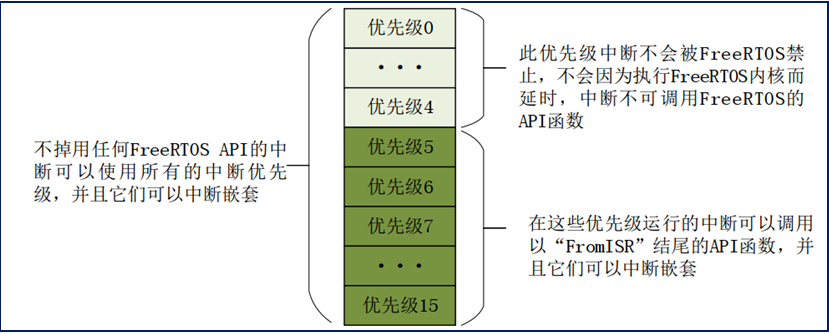 不掉用任何FreeRTOS API的中
断可以使用所有的中断优先
级，并且它们可以中断嵌套
优先级0
···
优先级4
优先级5
优先级6
优先级7
···
优先级15
此优先级中断不会被FreeRTOS禁
止，不会因为执行FreeRTOS内核而
延时，中断不可调用FreeRTOS的
API函数
在这些优先级运行的中断可以调用
以“FromISR”结尾的API函数，并
且它们可以中断嵌套